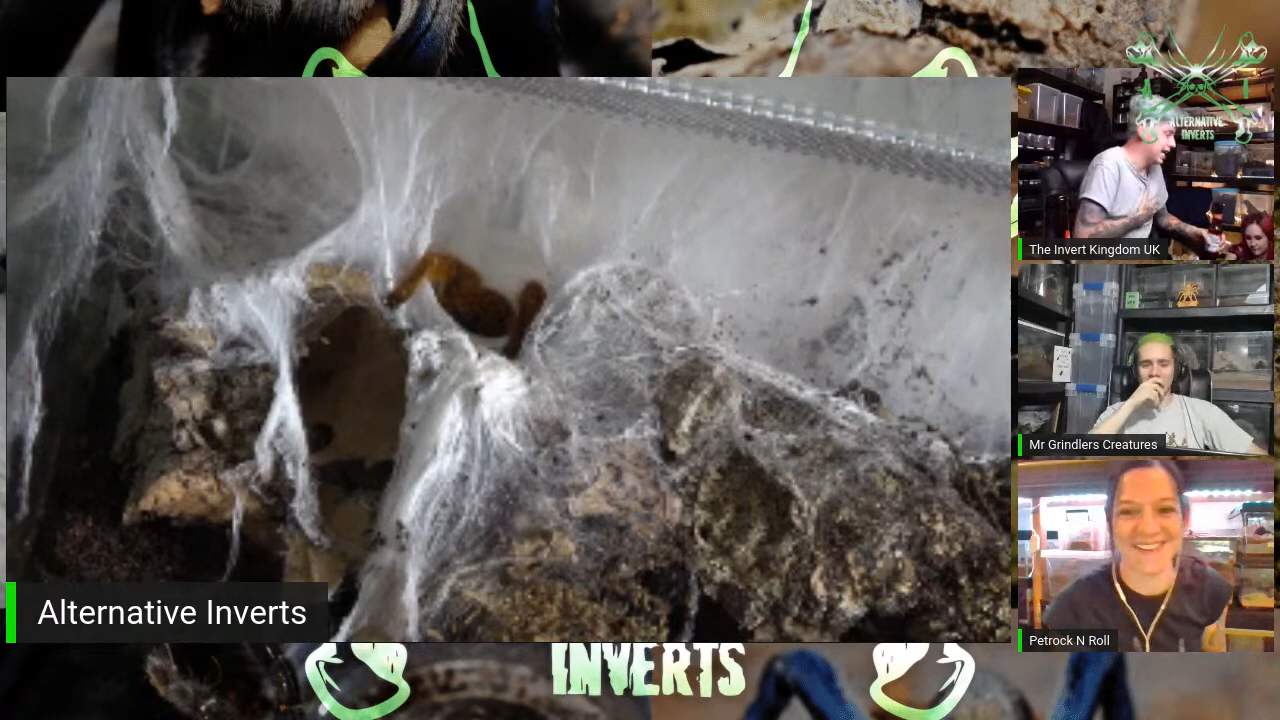 ALTERNATIVE
INVERTS
The Invert Kingdom UK
Mr Grindlers Creatures
Alternative Inverts
Petrock N Roll
INVERTS